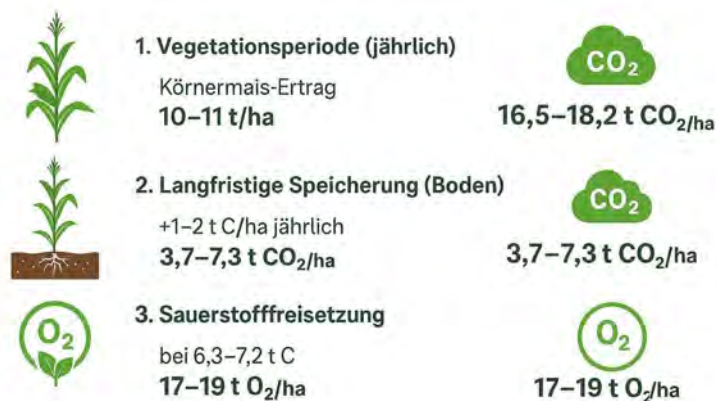 1. Vegetationsperiode (jährlich)
Körnermais-Ertrag
10–11 t/ha
CO₂
16,5–18,2 t CO₂/ha
2. Langfristige Speicherung (Boden)
+1–2 t C/ha jährlich
3,7–7,3 t CO₂/ha
CO₂
3,7–7,3 t CO₂/ha
O₂
3. Sauerstofffreisetzung
bei 6,3–7,2 t C
17–19 t O₂/ha
O₂
17–19 t O₂/ha